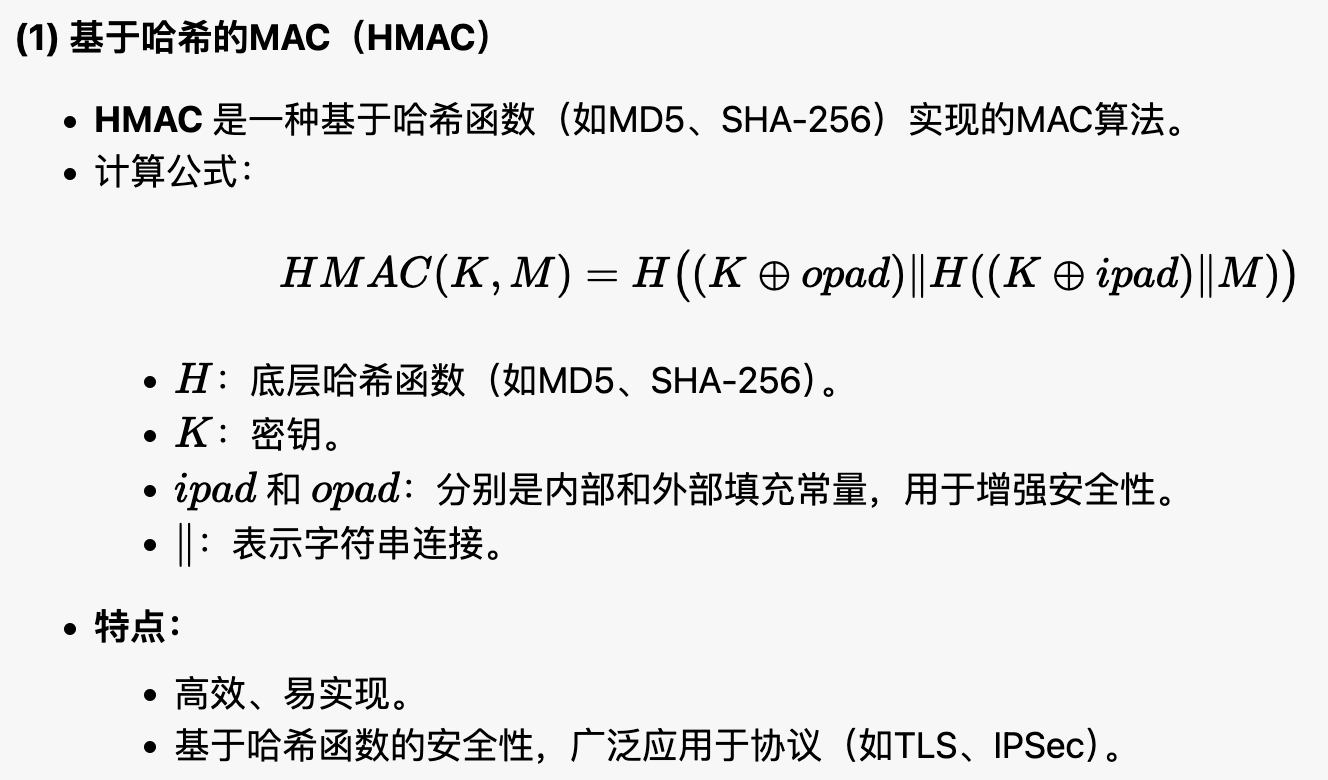 (1) 基于哈希的MAC（HMAC）
• HMAC 是一种基于哈希函数（如MD5、SHA-256）实现的MAC算法。
• 计算公式：
HMAC(K, M) = H((K ⊕ opad)∥H((K ⊕ ipad)∥M))
• H：底层哈希函数（如MD5、SHA-256）。
• K：密钥。
• ipad 和 opad：分别是内部和外部填充常量，用于增强安全性。
• ∥：表示字符串连接。
• 特点：
• 高效、易实现。
• 基于哈希函数的安全性，广泛应用于协议（如TLS、IPSec）。